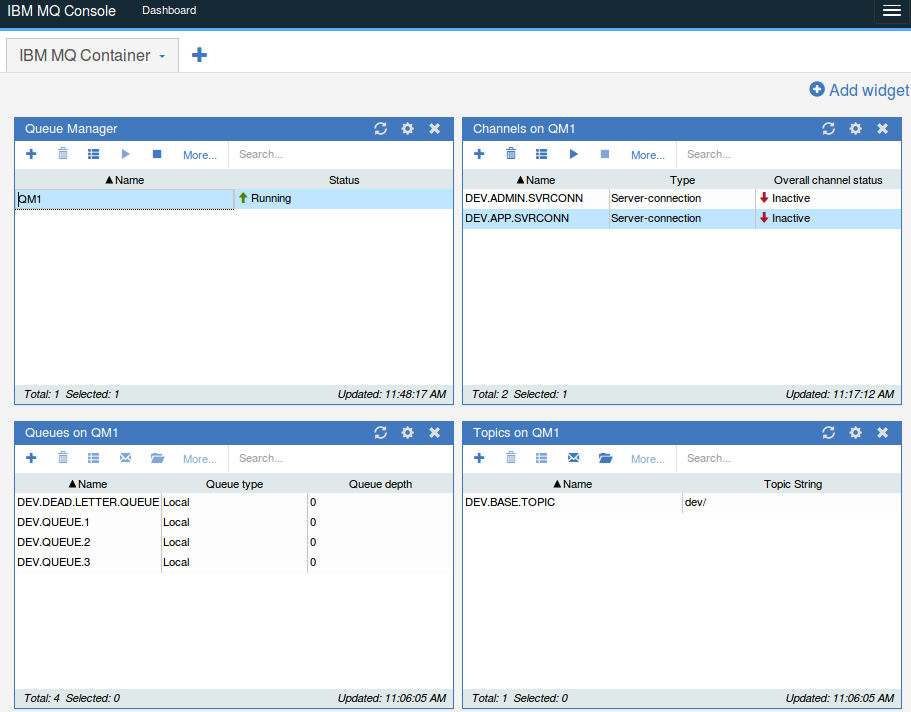 IBM MQ Console Dashboard
IBM MQ Container
Add widget
Queue Manager
More... Search...
Name Status
QM1 Running
Total: 1 Selected: 1 Updated: 11:48:17 AM
Channels on QM1
More... Search...
Name Type Overall channel status
DEV.ADMIN.SVRCONN Server-connection Inactive
DEV.APP.SVRCONN Server-connection Inactive
Total: 2 Selected: 1 Updated: 11:17:12 AM
Queues on QM1
More... Search...
Name Queue type Queue depth
DEV.DEAD.LETTER.QUEUE Local 0
DEV.QUEUE.1 Local 0
DEV.QUEUE.2 Local 0
DEV.QUEUE.3 Local 0
Total: 4 Selected: 0 Updated: 11:06:05 AM
Topics on QM1
More... Search...
Name Topic String
DEV.BASE.TOPIC dev/
Total: 1 Selected: 0 Updated: 11:06:05 AM